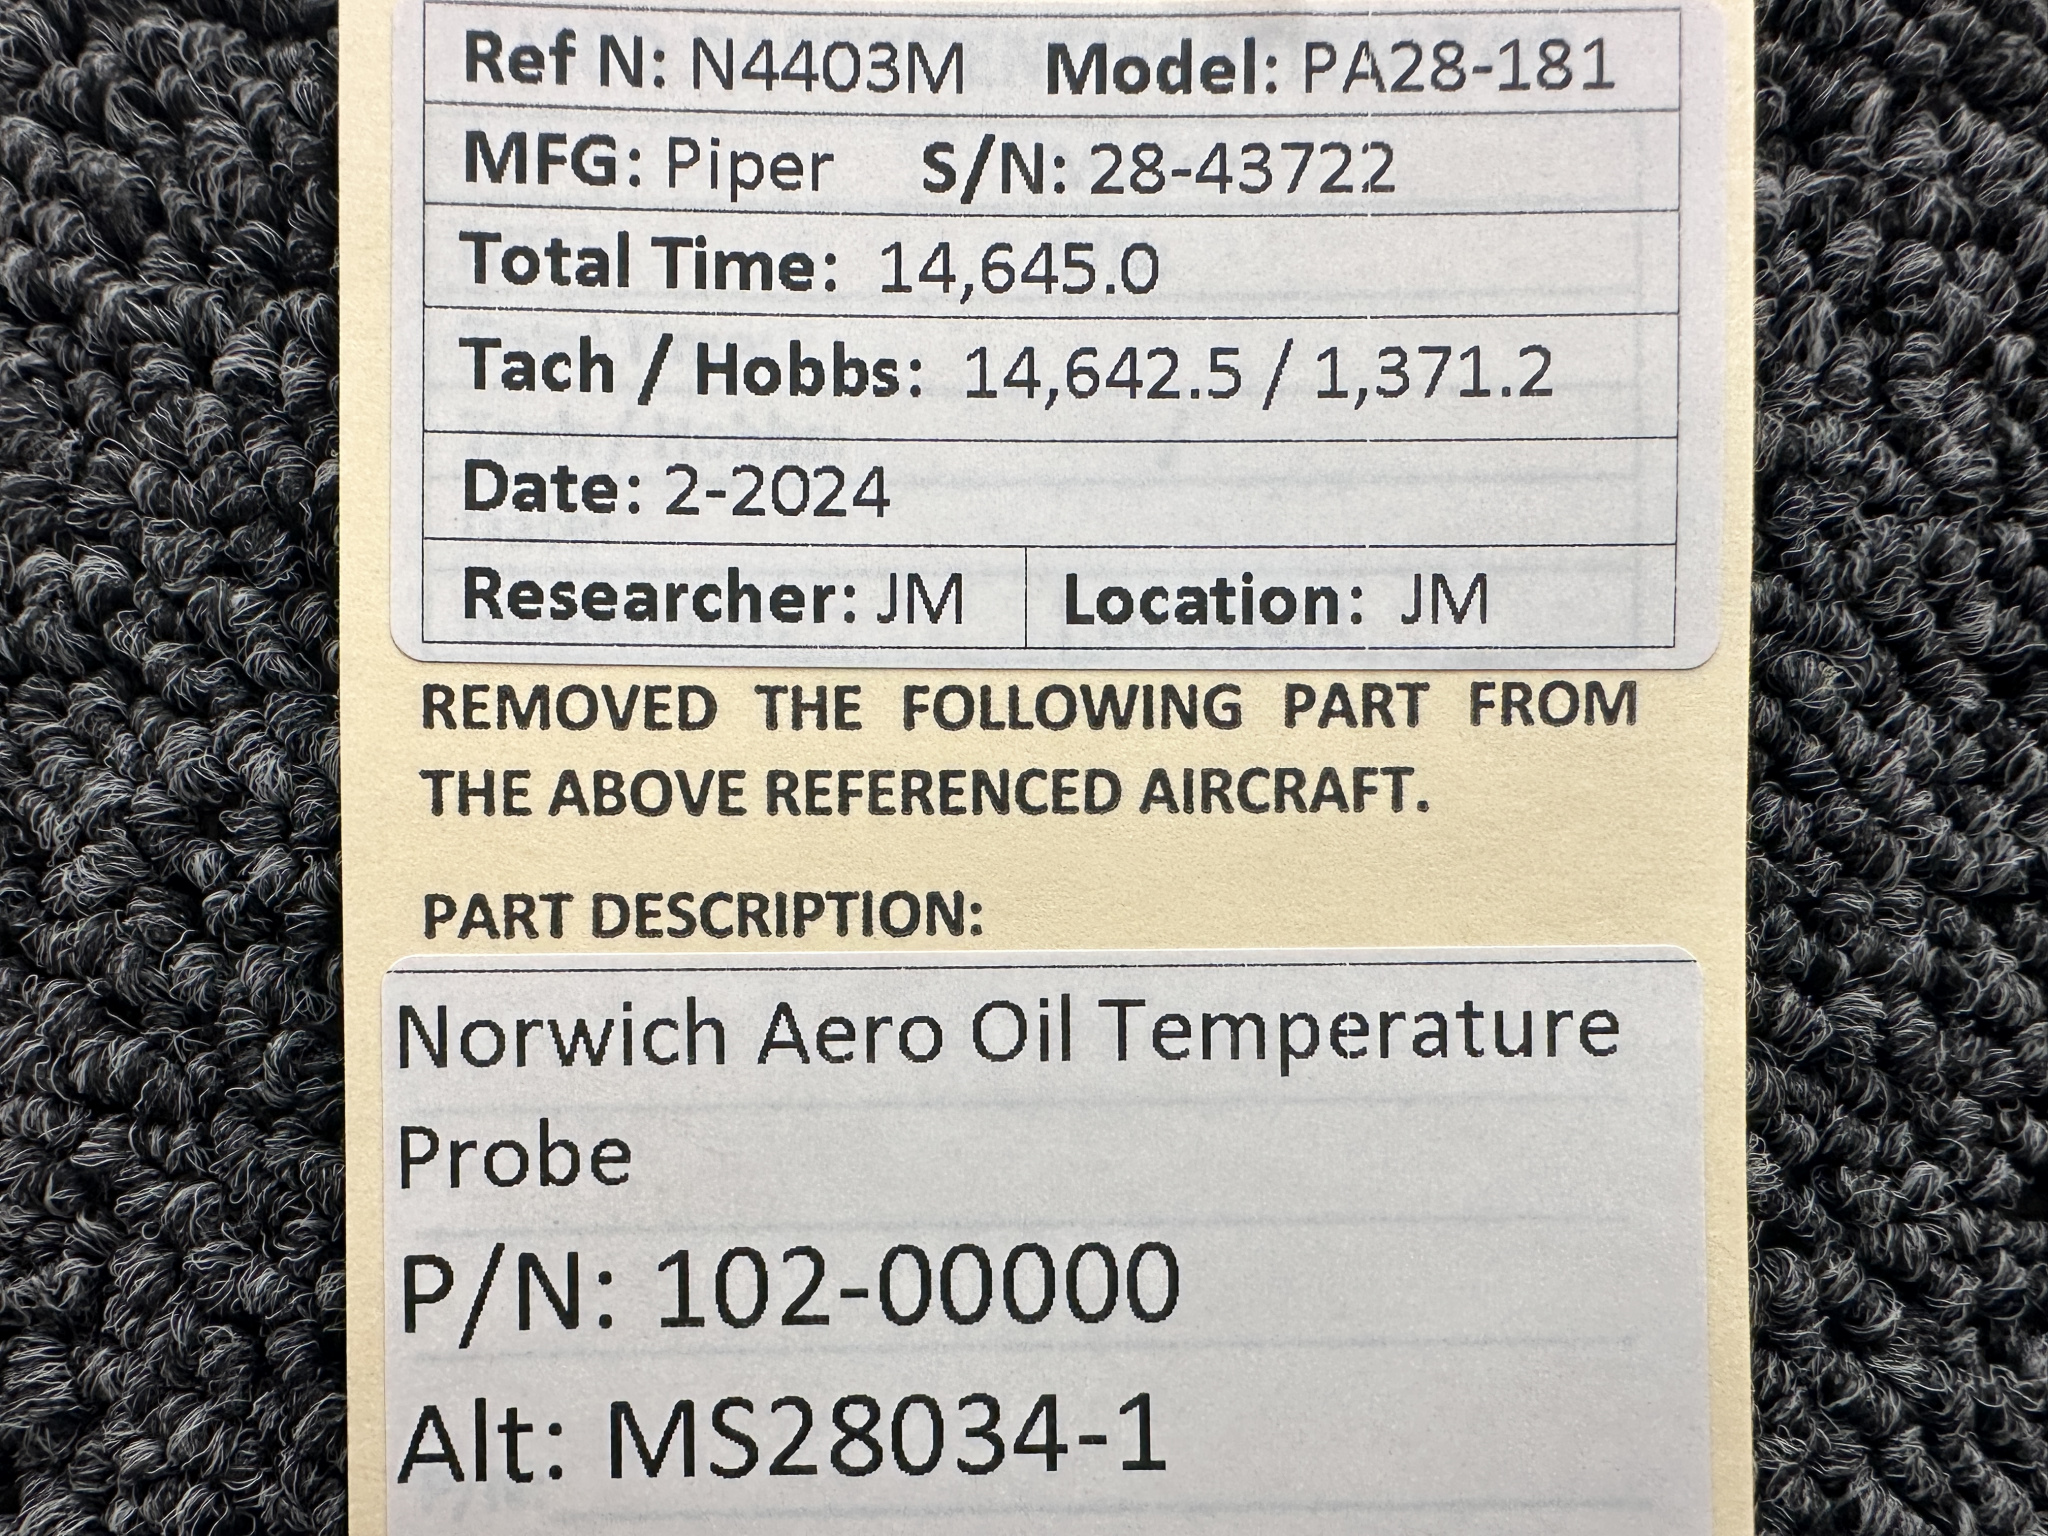 Ref N: N4403M Model: PA28-181
MFG: Piper S/N: 28-43722
Total Time: 14,645.0
Tach / Hobbs: 14,642.5 / 1,371.2
Date: 2-2024
Researcher: JM Location: JM
REMOVED THE FOLLOWING PART FROM
THE ABOVE REFERENCED AIRCRAFT.
PART DESCRIPTION:
Norwich Aero Oil Temperature
Probe
P/N: 102-00000
Alt: MS28034-1